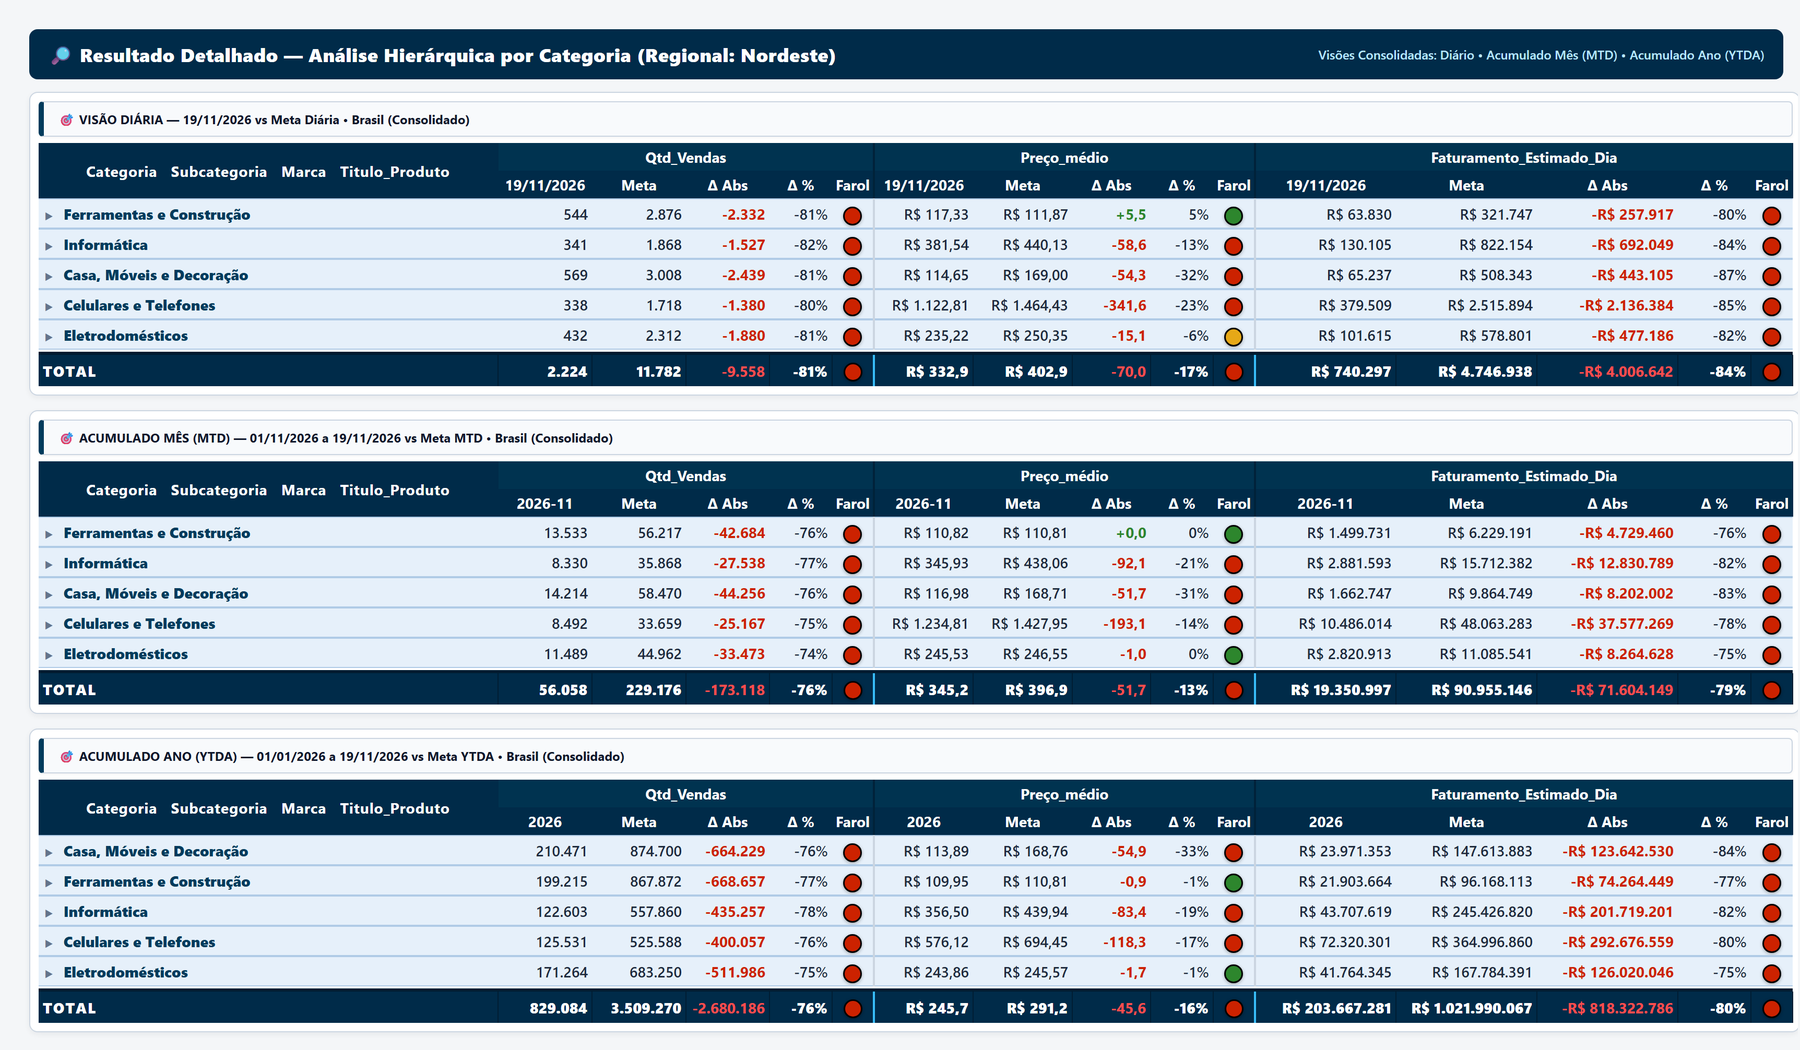 Resultado Detalhado — Análise Hierárquica por Categoria (Regional: Nordeste)
Visões Consolidadas: Diário • Acumulado Mês (MTD) • Acumulado Ano (YTDA)
VISÃO DIÁRIA — 19/11/2026 vs Meta Diária • Brasil (Consolidado)
Qtd_Vendas Preço_médio Faturamento_Estimado_Dia
Categoria Subcategoria Marca Titulo_Produto
19/11/2026 Meta Δ Abs Δ % Farol 19/11/2026 Meta Δ Abs Δ % Farol 19/11/2026 Meta Δ Abs Δ % Farol
▶ Ferramentas e Construção 544 2.876 -2.332 -81% R$ 117,33 R$ 111,87 +5,5 5% R$ 63.830 R$ 321.747 -R$ 257.917 -80%
▶ Informática 341 1.868 -1.527 -82% R$ 381,54 R$ 440,13 -58,6 -13% R$ 130.105 R$ 822.154 -R$ 692.049 -84%
▶ Casa, Móveis e Decoração 569 3.008 -2.439 -81% R$ 114,65 R$ 169,00 -54,3 -32% R$ 65.237 R$ 508.343 -R$ 443.105 -87%
▶ Celulares e Telefones 338 1.718 -1.380 -80% R$ 1.122,81 R$ 1.464,43 -341,6 -23% R$ 379.509 R$ 2.515.894 -R$ 2.136.384 -85%
▶ Eletrodomésticos 432 2.312 -1.880 -81% R$ 235,22 R$ 250,35 -15,1 -6% R$ 101.615 R$ 578.801 -R$ 477.186 -82%
TOTAL 2.224 11.782 -9.558 -81% R$ 332,9 R$ 402,9 -70,0 -17% R$ 740.297 R$ 4.746.938 -R$ 4.006.642 -84%
ACUMULADO MÊS (MTD) — 01/11/2026 a 19/11/2026 vs Meta MTD • Brasil (Consolidado)
Qtd_Vendas Preço_médio Faturamento_Estimado_Dia
Categoria Subcategoria Marca Titulo_Produto
2026-11 Meta Δ Abs Δ % Farol 2026-11 Meta Δ Abs Δ % Farol 2026-11 Meta Δ Abs Δ % Farol
▶ Ferramentas e Construção 13.533 56.217 -42.684 -76% R$ 110,82 R$ 110,81 +0,0 0% R$ 1.499.731 R$ 6.229.191 -R$ 4.729.460 -76%
▶ Informática 8.330 35.868 -27.538 -77% R$ 345,93 R$ 438,06 -92,1 -21% R$ 2.881.593 R$ 15.712.382 -R$ 12.830.789 -82%
▶ Casa, Móveis e Decoração 14.214 58.470 -44.256 -76% R$ 116,98 R$ 168,71 -51,7 -31% R$ 1.662.747 R$ 9.864.749 -R$ 8.202.002 -83%
▶ Celulares e Telefones 8.492 33.659 -25.167 -75% R$ 1.234,81 R$ 1.427,95 -193,1 -14% R$ 10.486.014 R$ 48.063.283 -R$ 37.577.269 -78%
▶ Eletrodomésticos 11.489 44.962 -33.473 -74% R$ 245,53 R$ 246,55 -1,0 0% R$ 2.820.913 R$ 11.085.541 -R$ 8.264.628 -75%
TOTAL 56.058 229.176 -173.118 -76% R$ 345,2 R$ 396,9 -51,7 -13% R$ 19.350.997 R$ 90.955.146 -R$ 71.604.149 -79%
ACUMULADO ANO (YTDA) — 01/01/2026 a 19/11/2026 vs Meta YTDA • Brasil (Consolidado)
Qtd_Vendas Preço_médio Faturamento_Estimado_Dia
Categoria Subcategoria Marca Titulo_Produto
2026 Meta Δ Abs Δ % Farol 2026 Meta Δ Abs Δ % Farol 2026 Meta Δ Abs Δ % Farol
▶ Casa, Móveis e Decoração 210.471 874.700 -664.229 -76% R$ 113,89 R$ 168,76 -54,9 -33% R$ 23.971.353 R$ 147.613.883 -R$ 123.642.530 -84%
▶ Ferramentas e Construção 199.215 867.872 -668.657 -77% R$ 109,95 R$ 110,81 -0,9 -1% R$ 21.903.664 R$ 96.168.113 -R$ 74.264.449 -77%
▶ Informática 122.603 557.860 -435.257 -78% R$ 356,50 R$ 439,94 -83,4 -19% R$ 43.707.619 R$ 245.426.820 -R$ 201.719.201 -82%
▶ Celulares e Telefones 125.531 525.588 -400.057 -76% R$ 576,12 R$ 694,45 -118,3 -17% R$ 72.320.301 R$ 364.996.860 -R$ 292.676.559 -80%
▶ Eletrodomésticos 171.264 683.250 -511.986 -75% R$ 243,86 R$ 245,57 -1,7 -1% R$ 41.764.345 R$ 167.784.391 -R$ 126.020.046 -75%
TOTAL 829.084 3.509.270 -2.680.186 -76% R$ 245,7 R$ 291,2 -45,6 -16% R$ 203.667.281 R$ 1.021.990.067 -R$ 818.322.786 -80%